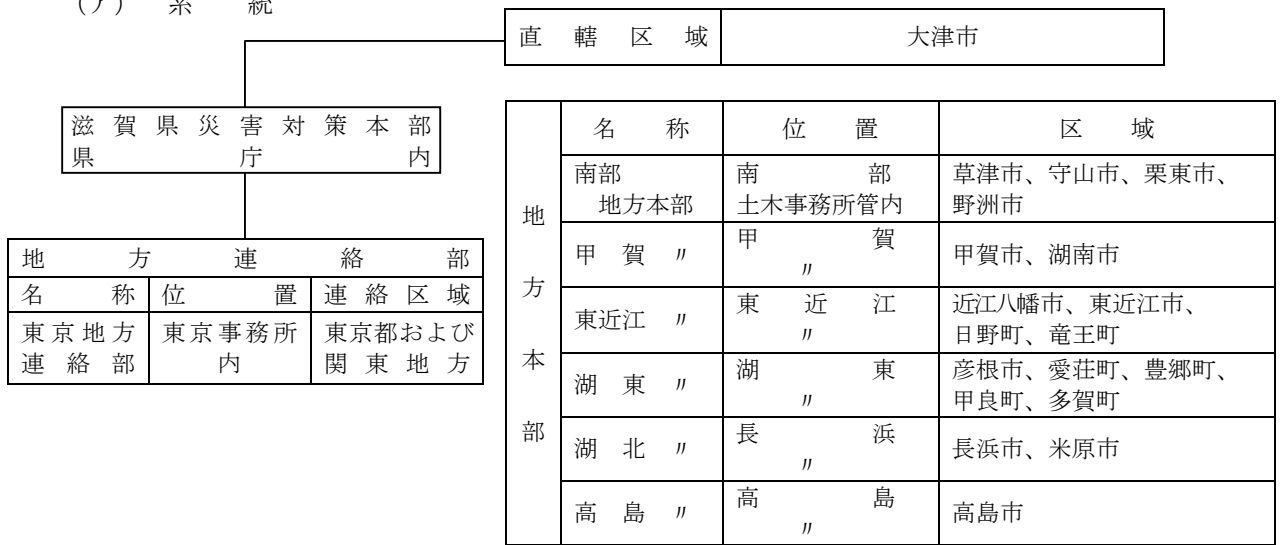 (ア) 系統
直轄区域 大津市
滋賀県災害対策本部
県庁内
地方連絡部
名称 位置 連絡区域
東京地方 東京事務所 東京都および
連絡部 内 関東地方
地方本部
名称 位置 区域
南部 南部 草津市、守山市、栗東市、
地方本部 土木事務所管内 野洲市
甲賀 〃 甲賀 〃 甲賀市、湖南市
東近江 〃 東近江 近江八幡市、東近江市、
〃 日野町、竜王町
湖東 〃 湖東 彦根市、愛荘町、豊郷町、
〃 甲良町、多賀町
湖北 〃 長浜 〃 長浜市、米原市
高島 〃 高島 〃 高島市